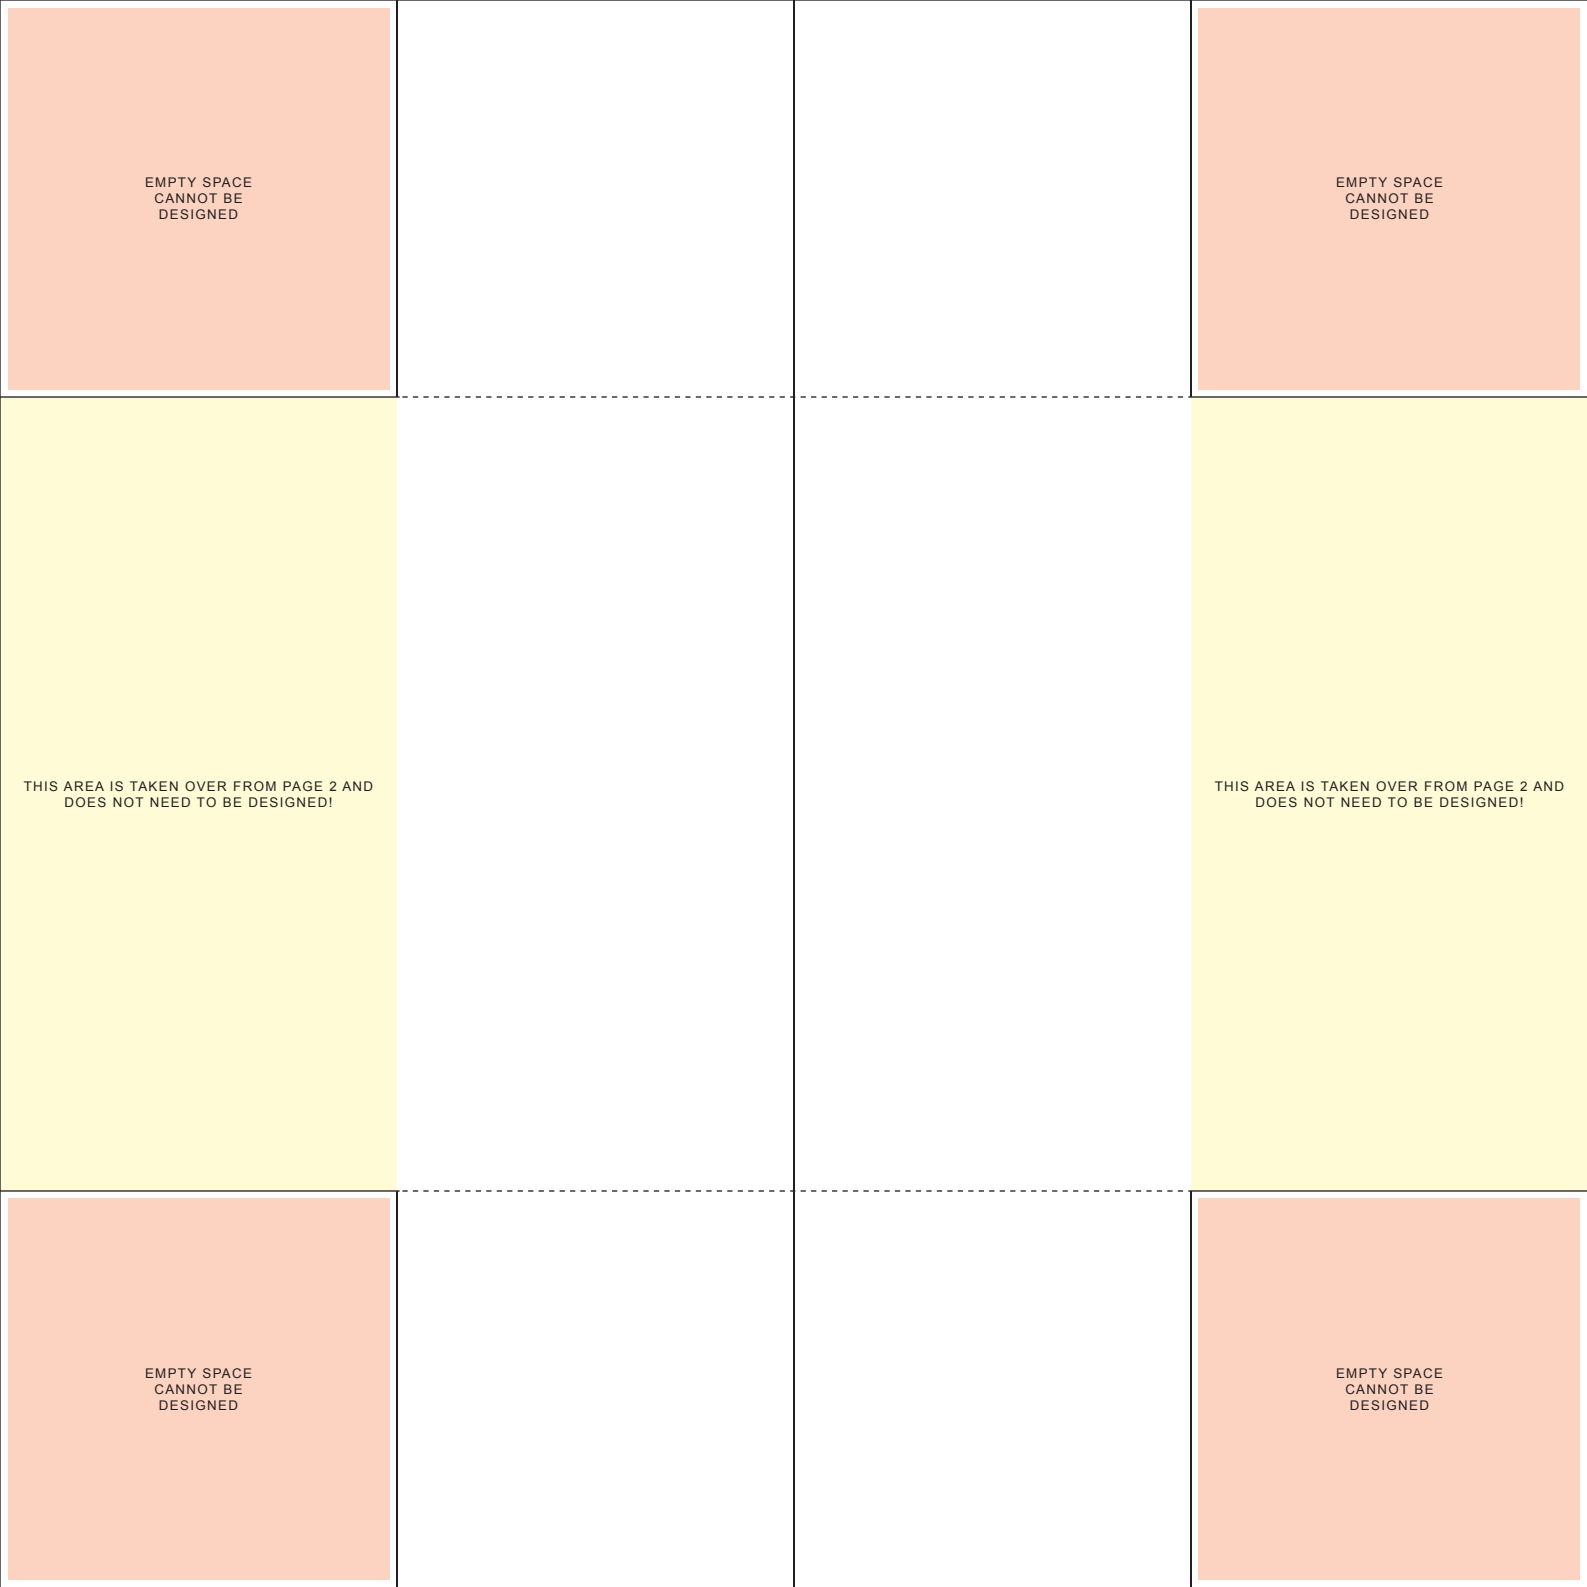 EMPTY SPACE
CANNOT BE
DESIGNED
EMPTY SPACE
CANNOT BE
DESIGNED
THIS AREA IS TAKEN OVER FROM PAGE 2 AND
DOES NOT NEED TO BE DESIGNED!
THIS AREA IS TAKEN OVER FROM PAGE 2 AND
DOES NOT NEED TO BE DESIGNED!
EMPTY SPACE
CANNOT BE
DESIGNED
EMPTY SPACE
CANNOT BE
DESIGNED